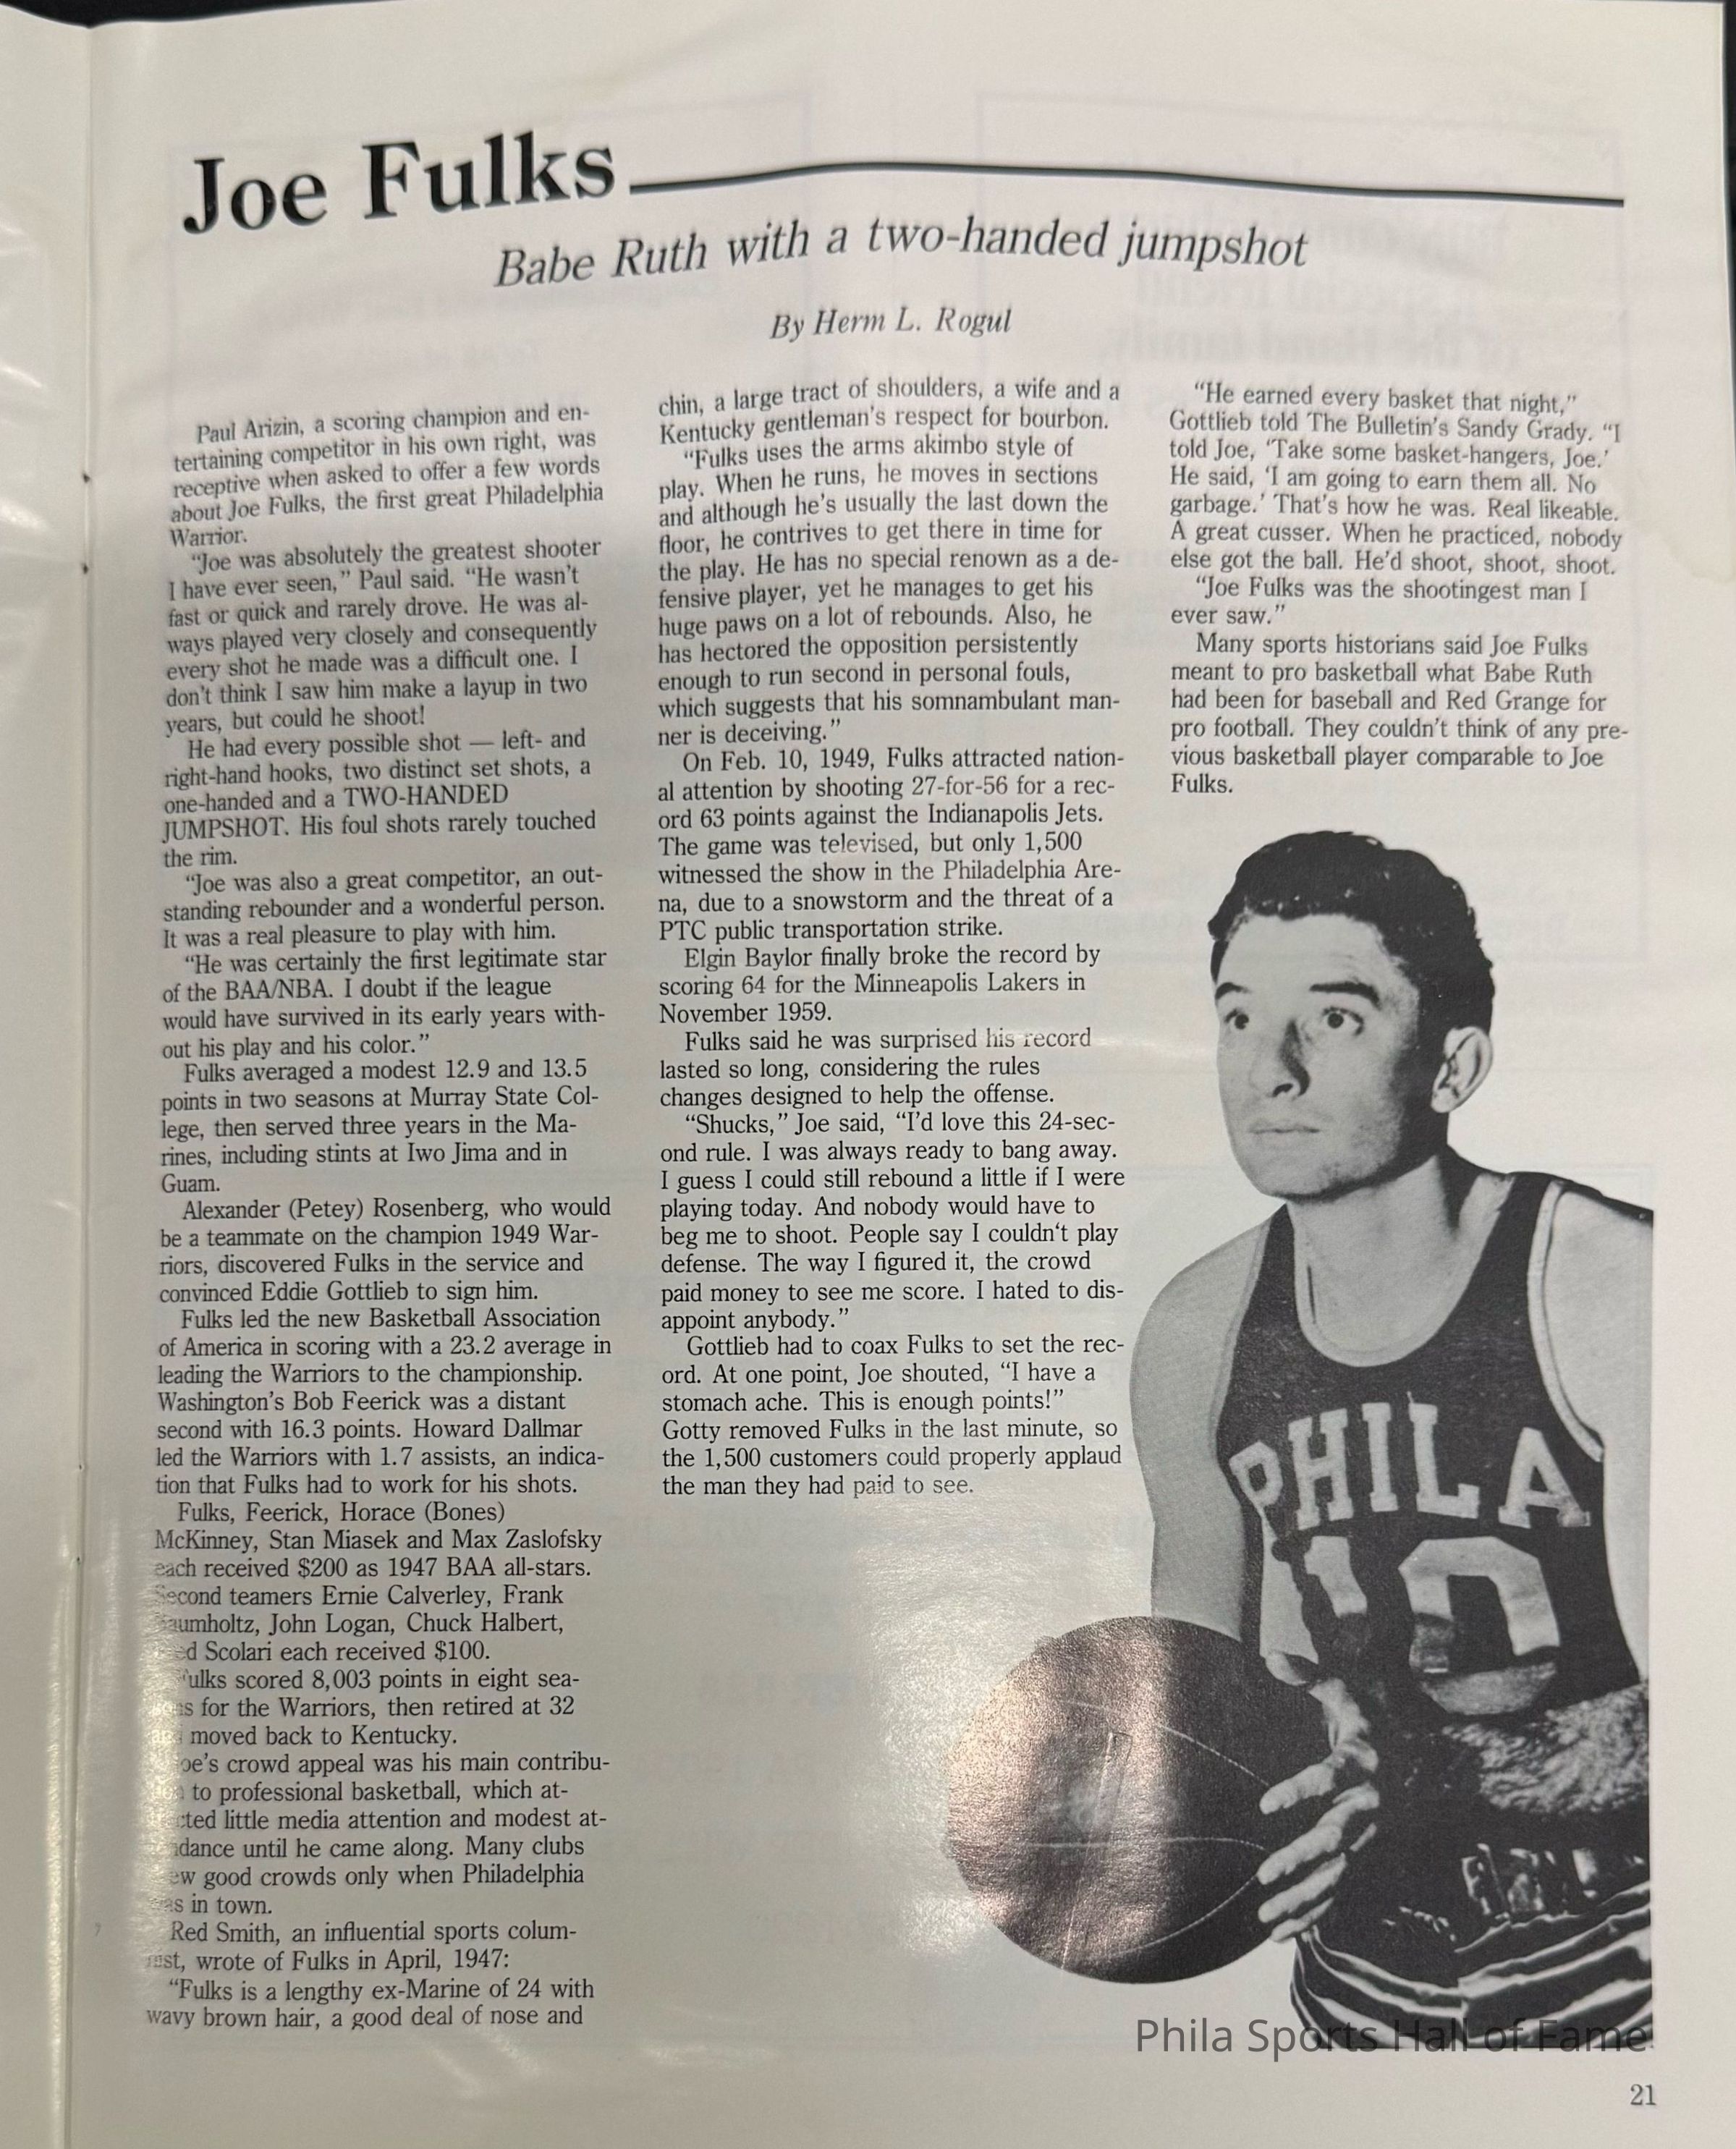 Joe Fulks
Babe Ruth with a two-handed jumpshot
By Herm L. Rogul
Paul Arizin, a scoring champion and en-
tertaining competitor in his own right, was
receptive when asked to offer a few words
about Joe Fulks, the first great Philadelphia
Warrior.
“Joe was absolutely the greatest shooter
I have ever seen,” Paul said. “He wasn't
fast or quick and rarely drove. He was al-
ways played very closely and consequently
every shot he made was a difficult one. I
don't think I saw him make a layup in two
years, but could he shoot!
He had every possible shot — left- and
right-hand hooks, two distinct set shots, a
one-handed and a TWO-HANDED
JUMPSHOT. His foul shots rarely touched
the rim.
“Joe was also a great competitor, an out-
standing rebounder and a wonderful person.
It was a real pleasure to play with him.
“He was certainly the first legitimate star
of the BAA/NBA. I doubt if the league
would have survived in its early years with-
out his play and his color.”
Fulks averaged a modest 12.9 and 13.5
points in two seasons at Murray State Col-
lege, then served three years in the Ma-
rines, including stints at Iwo Jima and in
Guam.
Alexander (Petey) Rosenberg, who would
be a teammate on the champion 1949 War-
riors, discovered Fulks in the service and
convinced Eddie Gottlieb to sign him.
Fulks led the new Basketball Association
of America in scoring with a 23.2 average in
leading the Warriors to the championship.
Washington's Bob Feerick was a distant
second with 16.3 points. Howard Dallmar
led the Warriors with 1.7 assists, an indica-
tion that Fulks had to work for his shots.
Fulks, Feerick, Horace (Bones)
McKinney, Stan Miasek and Max Zaslofsky
each received $200 as 1947 BAA all-stars.
Second teamers Ernie Calverley, Frank
aumholtz, John Logan, Chuck Halbert,
Scolari each received $100.
Fulks scored 8,003 points in eight sea-
for the Warriors, then retired at 32
moved back to Kentucky.
Joe's crowd appeal was his main contribu-
to professional basketball, which at-
cted little media attention and modest at-
dance until he came along. Many clubs
ew good crowds only when Philadelphia
in town.
Red Smith, an influential sports colum-
wrote of Fulks in April, 1947:
“Fulks is a lengthy ex-Marine of 24 with
wavy brown hair, a good deal of nose and
chin, a large tract of shoulders, a wife and a
Kentucky gentleman's respect for bourbon.
“Fulks uses the arms akimbo style of
play. When he runs, he moves in sections
and although he's usually the last down the
floor, he contrives to get there in time for
the play. He has no special renown as a de-
fensive player, yet he manages to get his
huge paws on a lot of rebounds. Also, he
has hectored the opposition persistently
enough to run second in personal fouls,
which suggests that his somnambulant man-
ner is deceiving.”
On Feb. 10, 1949, Fulks attracted nation-
al attention by shooting 27-for-56 for a rec-
ord 63 points against the Indianapolis Jets.
The game was televised, but only 1,500
witnessed the show in the Philadelphia Are-
na, due to a snowstorm and the threat of a
PTC public transportation strike.
Elgin Baylor finally broke the record by
scoring 64 for the Minneapolis Lakers in
November 1959.
Fulks said he was surprised his record
lasted so long, considering the rules
changes designed to help the offense.
“Shucks,” Joe said, “I'd love this 24-sec-
ond rule. I was always ready to bang away.
I guess I could still rebound a little if I were
playing today. And nobody would have to
beg me to shoot. People say I couldn‘t play
defense. The way I figured it, the crowd
paid money to see me score. I hated to dis-
appoint anybody.”
Gottlieb had to coax Fulks to set the rec-
ord. At one point, Joe shouted, “I have a
stomach ache. This is enough points!”
Gotty removed Fulks in the last minute, so
the 1,500 customers could properly applaud
the man they had paid to see.
“He earned every basket that night,”
Gottlieb told The Bulletin's Sandy Grady. “I
told Joe, ‘Take some basket-hangers, Joe.’
He said, ‘I am going to earn them all. No
garbage.’ That's how he was. Real likeable.
A great cusser. When he practiced, nobody
else got the ball. He'd shoot, shoot, shoot.
“Joe Fulks was the shootingest man I
ever saw.”
Many sports historians said Joe Fulks
meant to pro basketball what Babe Ruth
had been for baseball and Red Grange for
pro football. They couldn't think of any pre-
vious basketball player comparable to Joe
Fulks.
PHILA
10
Phila Sports Hall of Fame
21